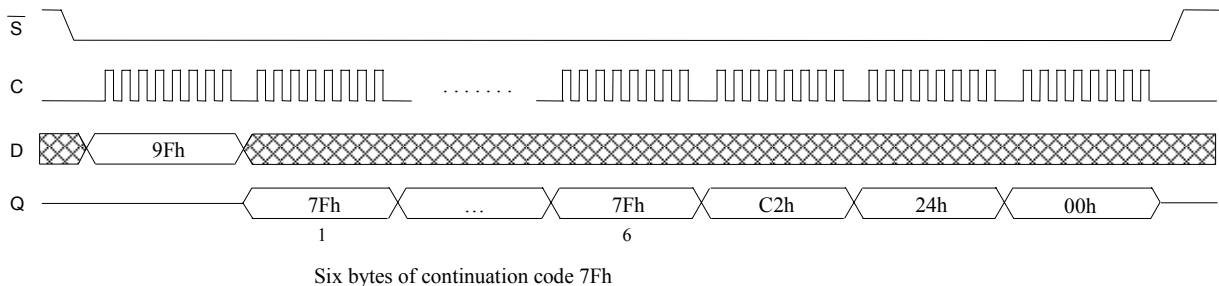 S
C .......
D 9Fh
Q 7Fh ... 7Fh C2h 24h 00h
1 6
Six bytes of continuation code 7Fh